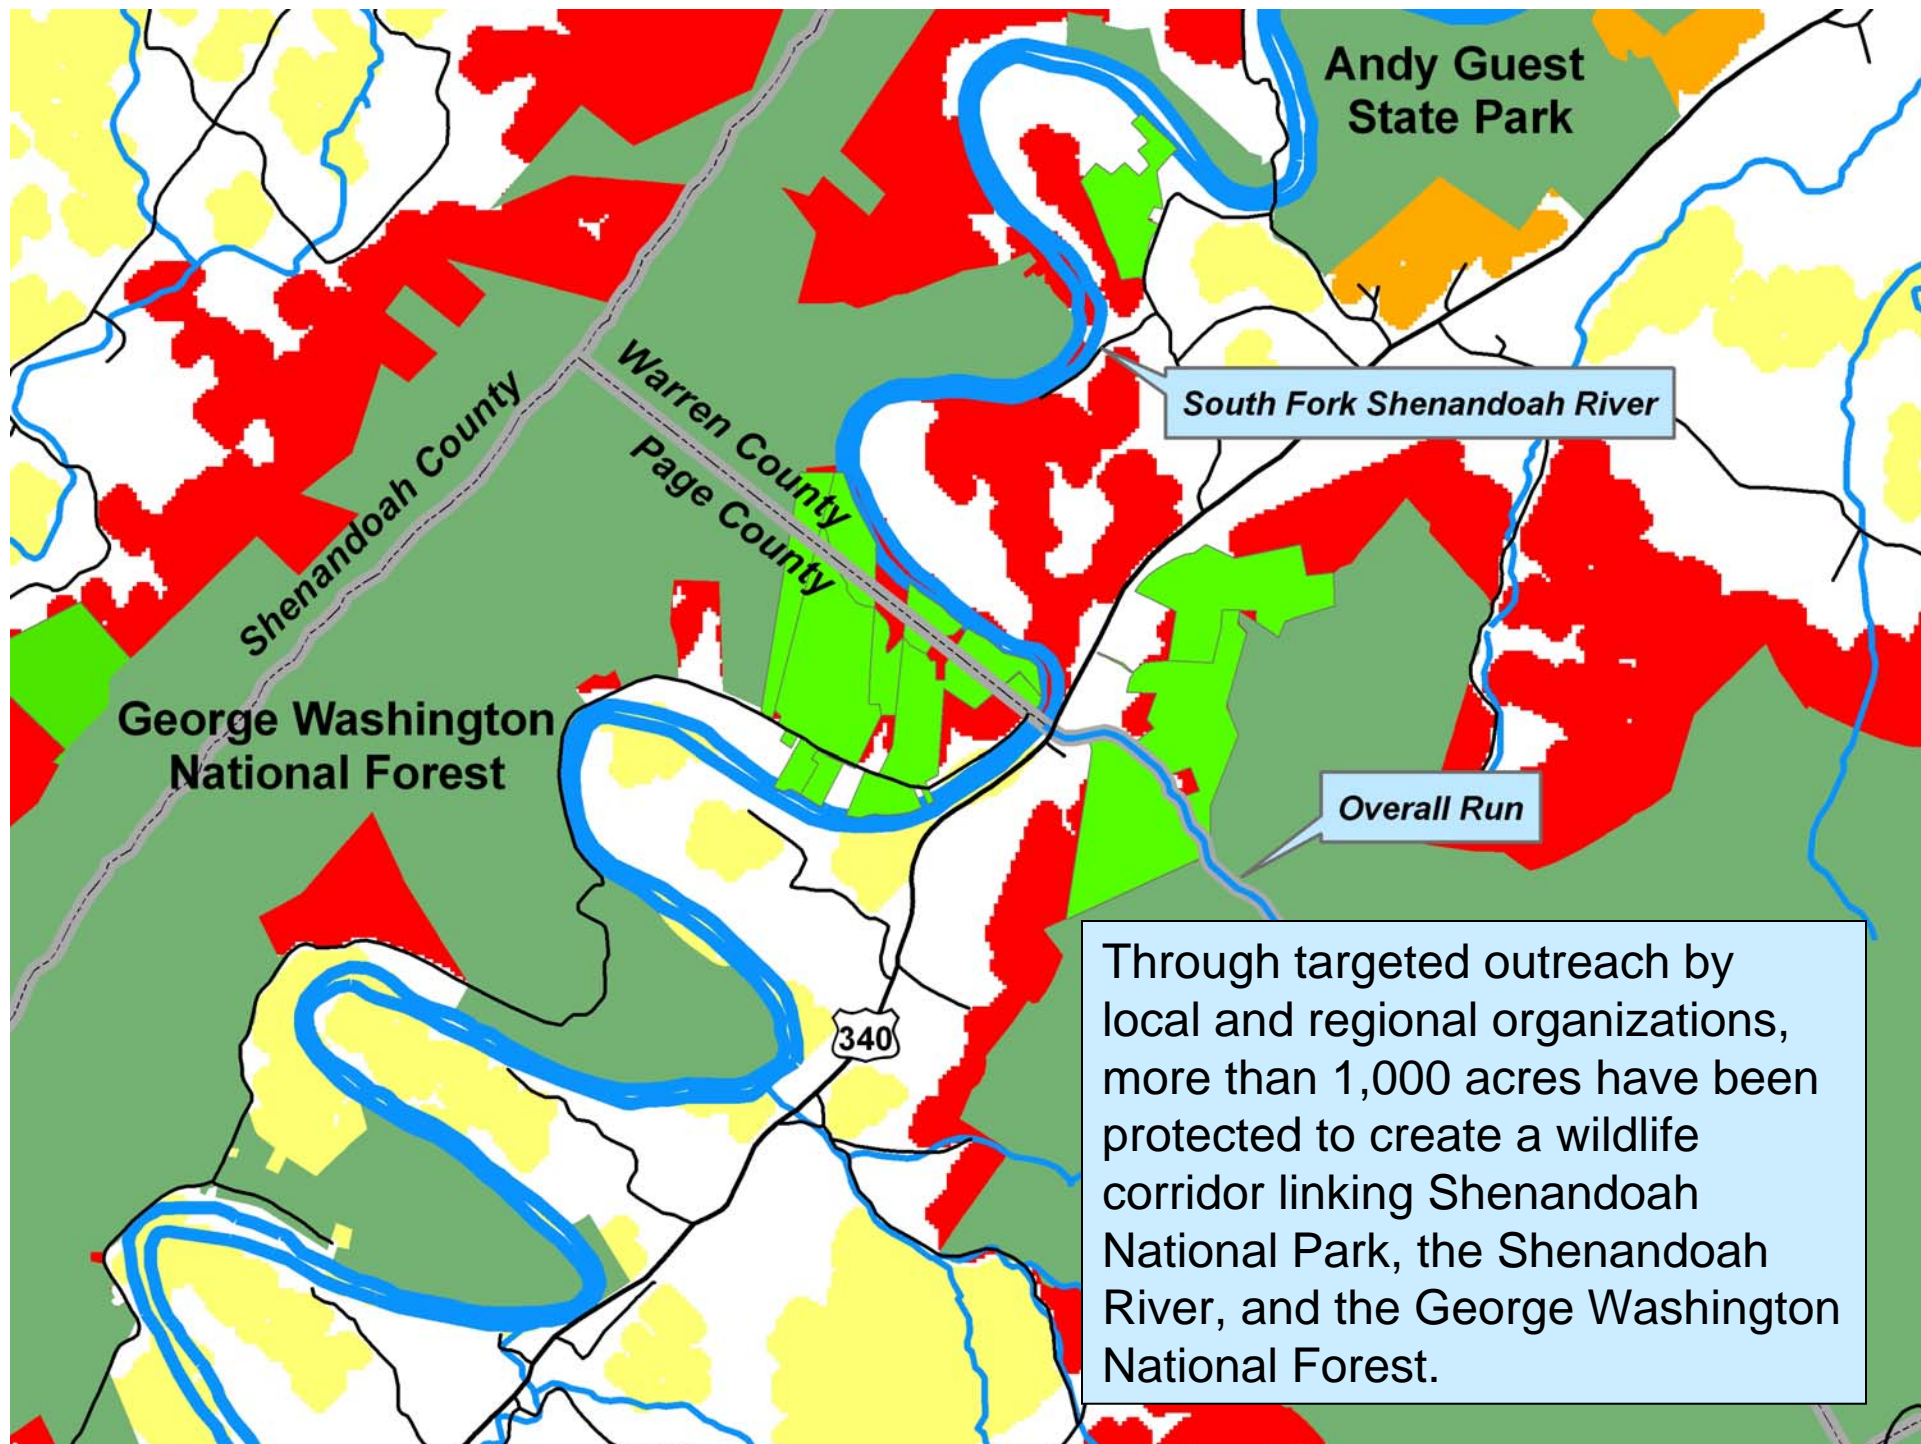 Andy Guest
State Park
Warren County
Page County
Shenandoah County
South Fork Shenandoah River
George Washington
National Forest
Overall Run
340
Through targeted outreach by
local and regional organizations,
more than 1,000 acres have been
protected to create a wildlife
corridor linking Shenandoah
National Park, the Shenandoah
River, and the George Washington
National Forest.